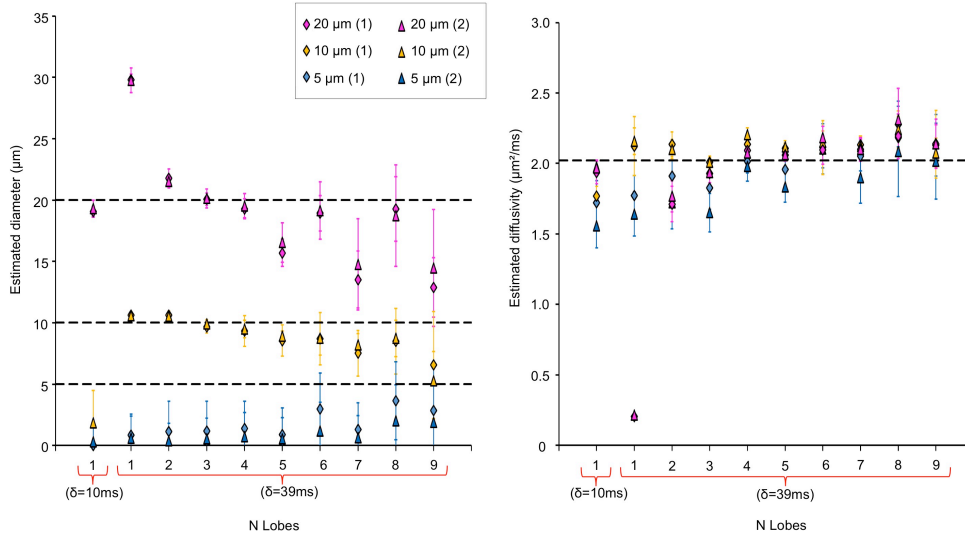 20 µm (1) 20 µm (2)
10 µm (1) 10 µm (2)
5 µm (1) 5 µm (2)
Estimated diameter (µm)
35
30
25
20
15
10
5
0
1 1 2 3 4 5 6 7 8 9
(δ=10ms) (δ=39ms)
N Lobes
Estimated diffusivity (µm²/ms)
3.0
2.5
2.0
1.5
1.0
0.5
0
1 1 2 3 4 5 6 7 8 9
(δ=10ms) (δ=39ms)
N Lobes